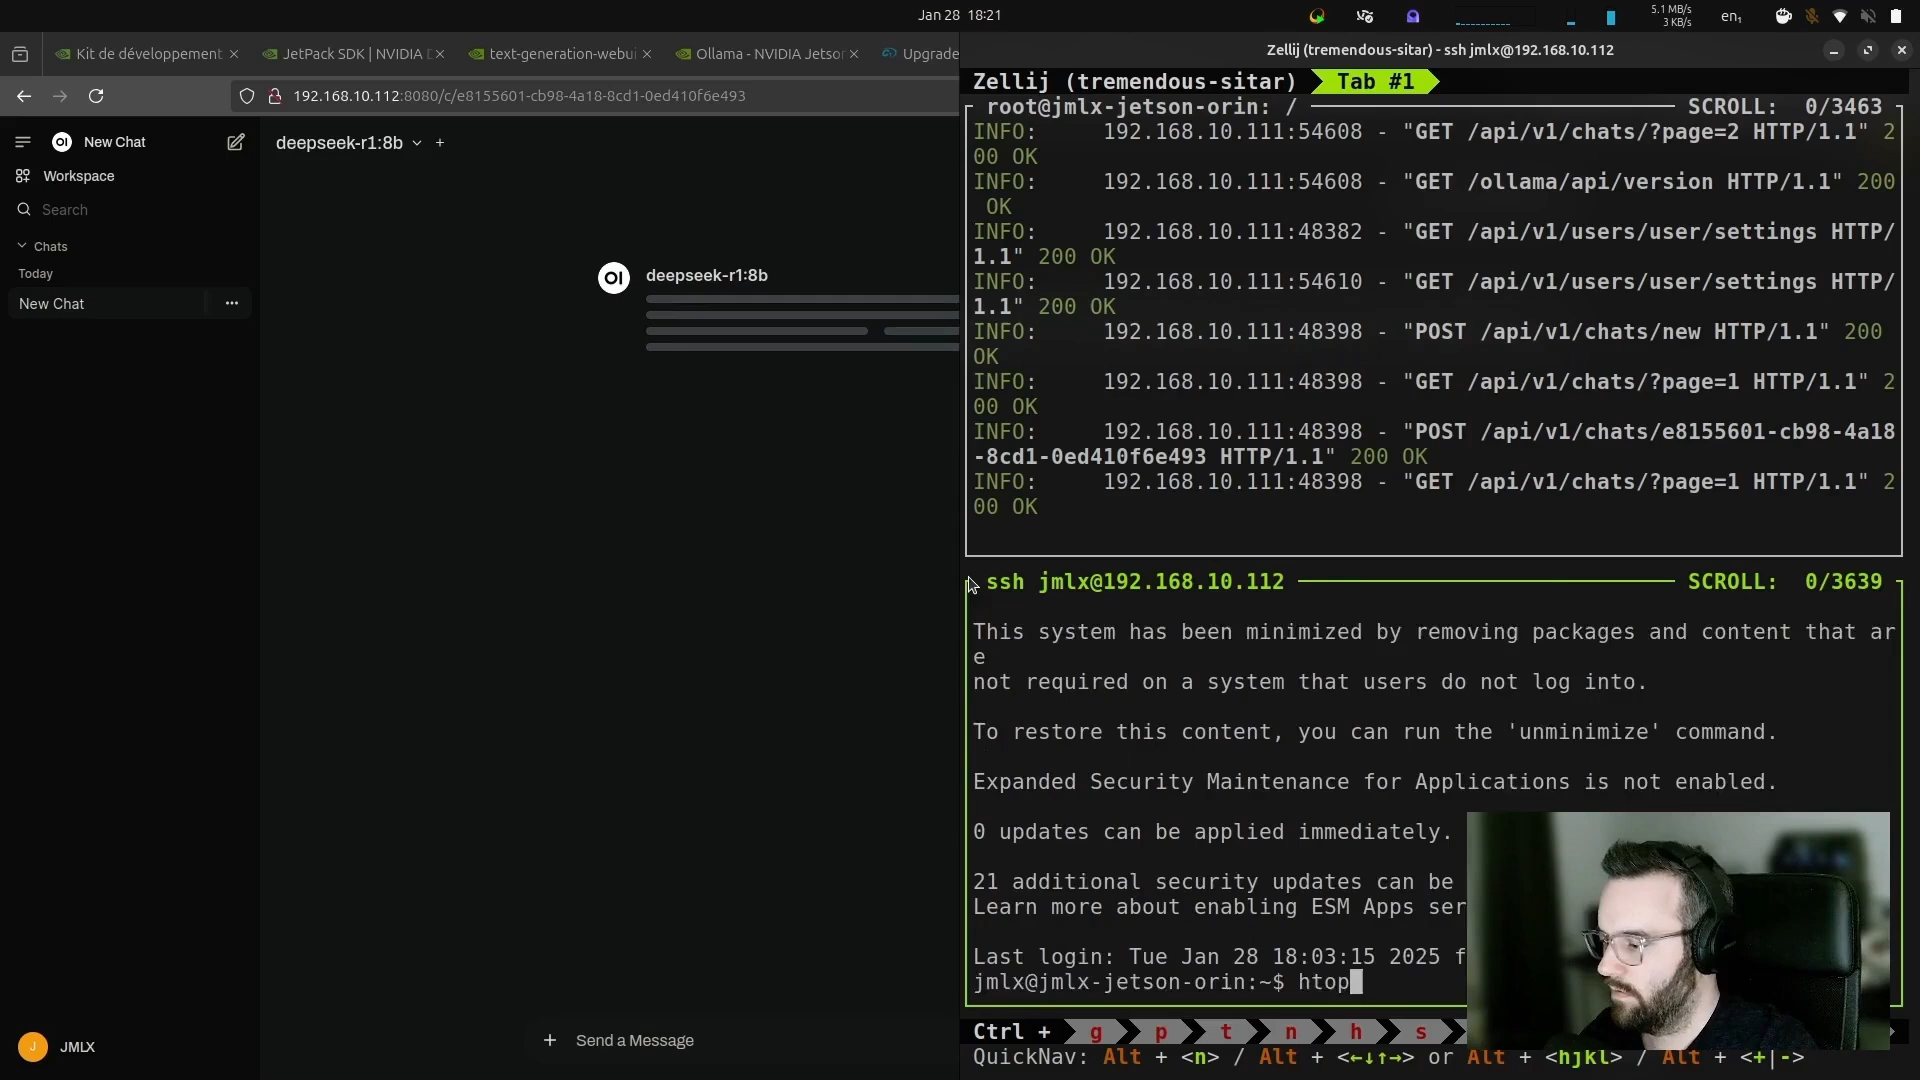 Jan 28 18:21
5.1 MB/s
3 KB/s
en₁
Kit de développement
JetPack SDK | NVIDIA D
text-generation-webui
Ollama - NVIDIA Jetson
Upgrade
192.168.10.112:8080/c/e8155601-cb98-4a18-8cd1-0ed410f6e493
OI New Chat
Workspace
Search
Chats
Today
New Chat
deepseek-r1:8b
OI deepseek-r1:8b
Send a Message
J JMLX
Zellij (tremendous-sitar) - ssh jmlx@192.168.10.112
Zellij (tremendous-sitar) Tab #1
root@jmlx-jetson-orin: / SCROLL: 0/3463
INFO: 192.168.10.111:54608 - "GET /api/v1/chats/?page=2 HTTP/1.1" 2
00 OK
INFO: 192.168.10.111:54608 - "GET /ollama/api/version HTTP/1.1" 200
OK
INFO: 192.168.10.111:48382 - "GET /api/v1/users/user/settings HTTP/
1.1" 200 OK
INFO: 192.168.10.111:54610 - "GET /api/v1/users/user/settings HTTP/
1.1" 200 OK
INFO: 192.168.10.111:48398 - "POST /api/v1/chats/new HTTP/1.1" 200
OK
INFO: 192.168.10.111:48398 - "GET /api/v1/chats/?page=1 HTTP/1.1" 2
00 OK
INFO: 192.168.10.111:48398 - "POST /api/v1/chats/e8155601-cb98-4a18
-8cd1-0ed410f6e493 HTTP/1.1" 200 OK
INFO: 192.168.10.111:48398 - "GET /api/v1/chats/?page=1 HTTP/1.1" 2
00 OK
ssh jmlx@192.168.10.112 SCROLL: 0/3639
This system has been minimized by removing packages and content that ar
e
not required on a system that users do not log into.
To restore this content, you can run the 'unminimize' command.
Expanded Security Maintenance for Applications is not enabled.
0 updates can be applied immediately.
21 additional security updates can be
Learn more about enabling ESM Apps ser
Last login: Tue Jan 28 18:03:15 2025 f
jmlx@jmlx-jetson-orin:~$ htop
Ctrl + g p t n h s
QuickNav: Alt + <n> / Alt + <←↓↑→> or Alt + <hjkl> / Alt + <+|->